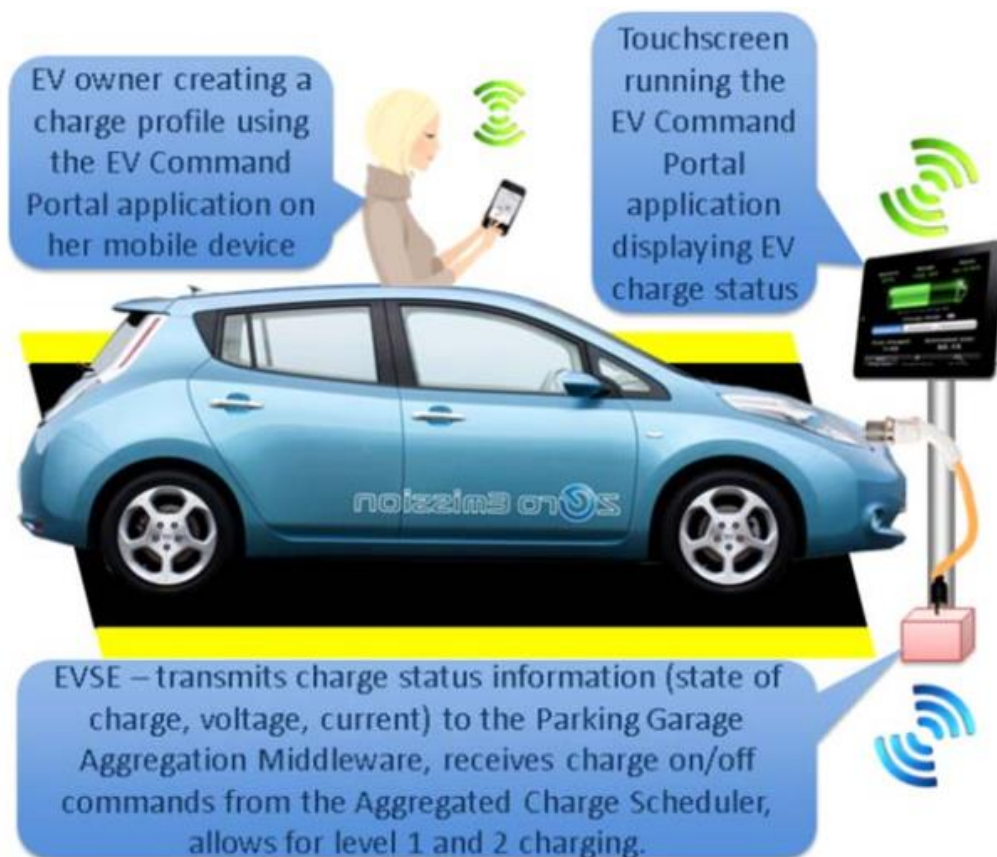 EV owner creating a
charge profile using
the EV Command
Portal application on
her mobile device
Touchscreen
running the
EV Command
Portal
application
displaying EV
charge status
Zero Emission
EVSE – transmits charge status information (state of
charge, voltage, current) to the Parking Garage
Aggregation Middleware, receives charge on/off
commands from the Aggregated Charge Scheduler,
allows for level 1 and 2 charging.